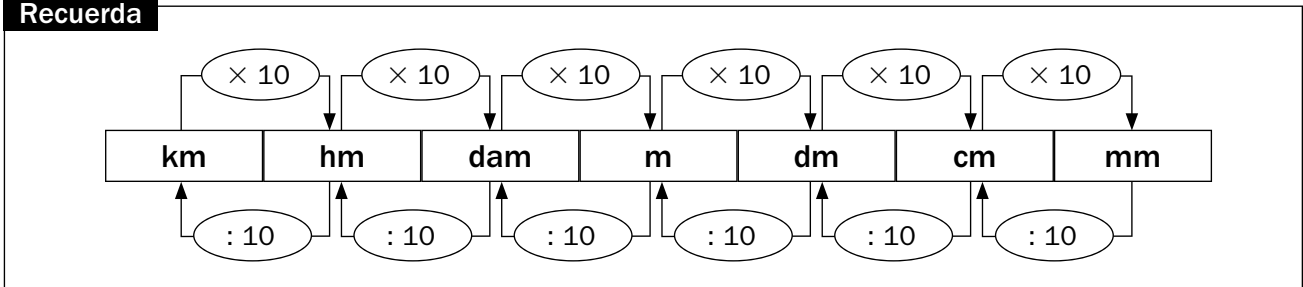 Recuerda
× 10 × 10 × 10 × 10 × 10 × 10
km hm dam m dm cm mm
: 10 : 10 : 10 : 10 : 10 : 10